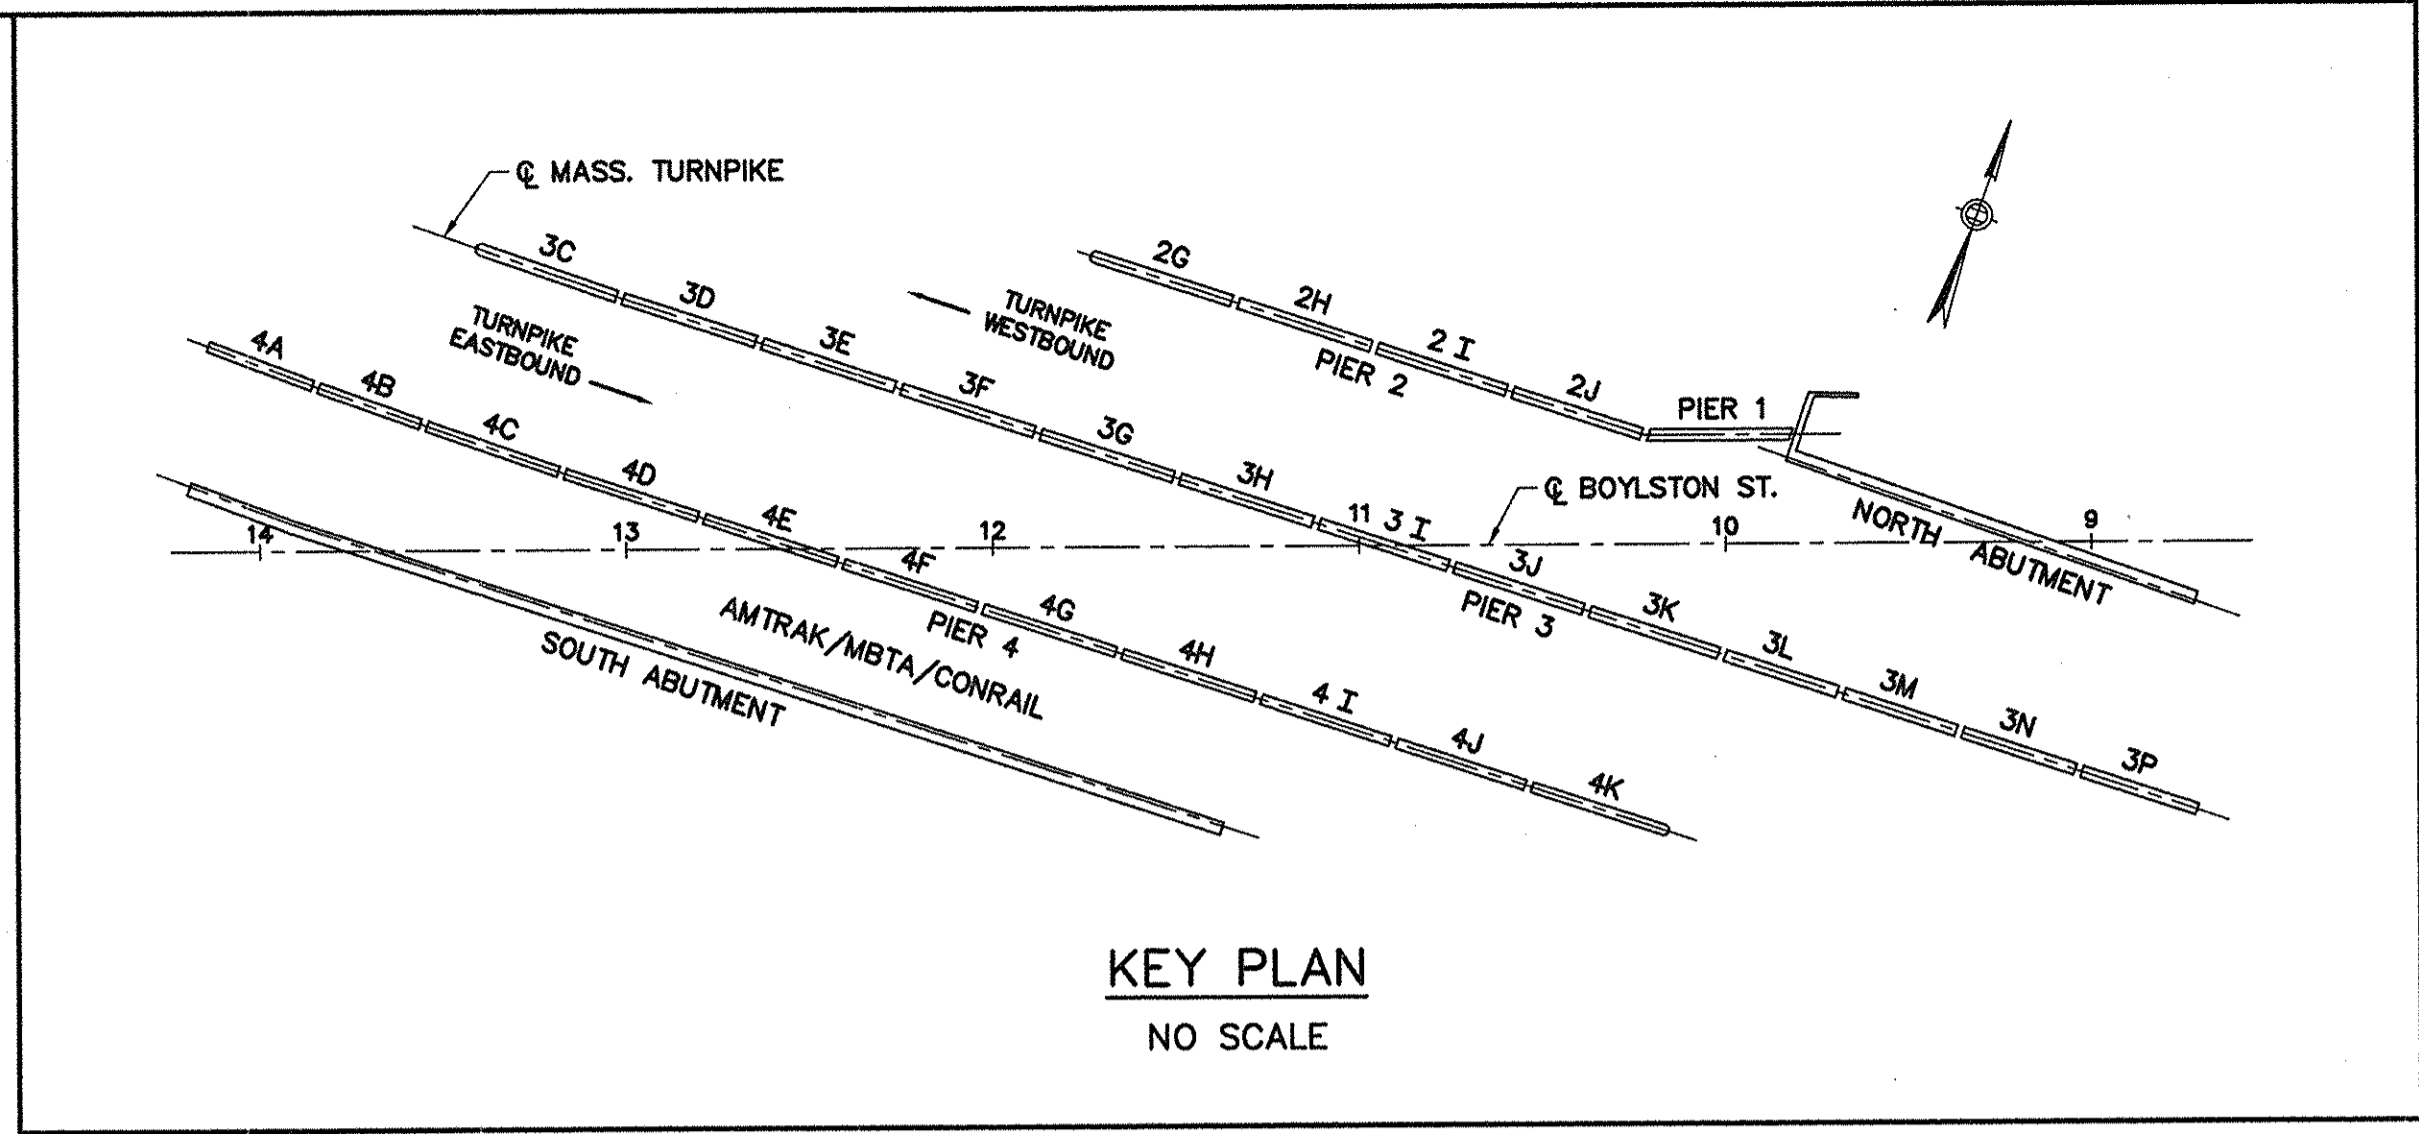 ℄ MASS. TURNPIKE
3C
3D
3E
3F
3G
3H
3 I
3J
3K
3L
3M
3N
3P
PIER 3
2G
2H
2 I
2J
PIER 2
PIER 1
TURNPIKE
WESTBOUND
TURNPIKE
EASTBOUND
4A
4B
4C
4D
4E
4F
4G
4H
4 I
4J
4K
PIER 4
℄ BOYLSTON ST.
14
13
12
11
10
9
NORTH ABUTMENT
AMTRAK/MBTA/CONRAIL
SOUTH ABUTMENT
KEY PLAN
NO SCALE